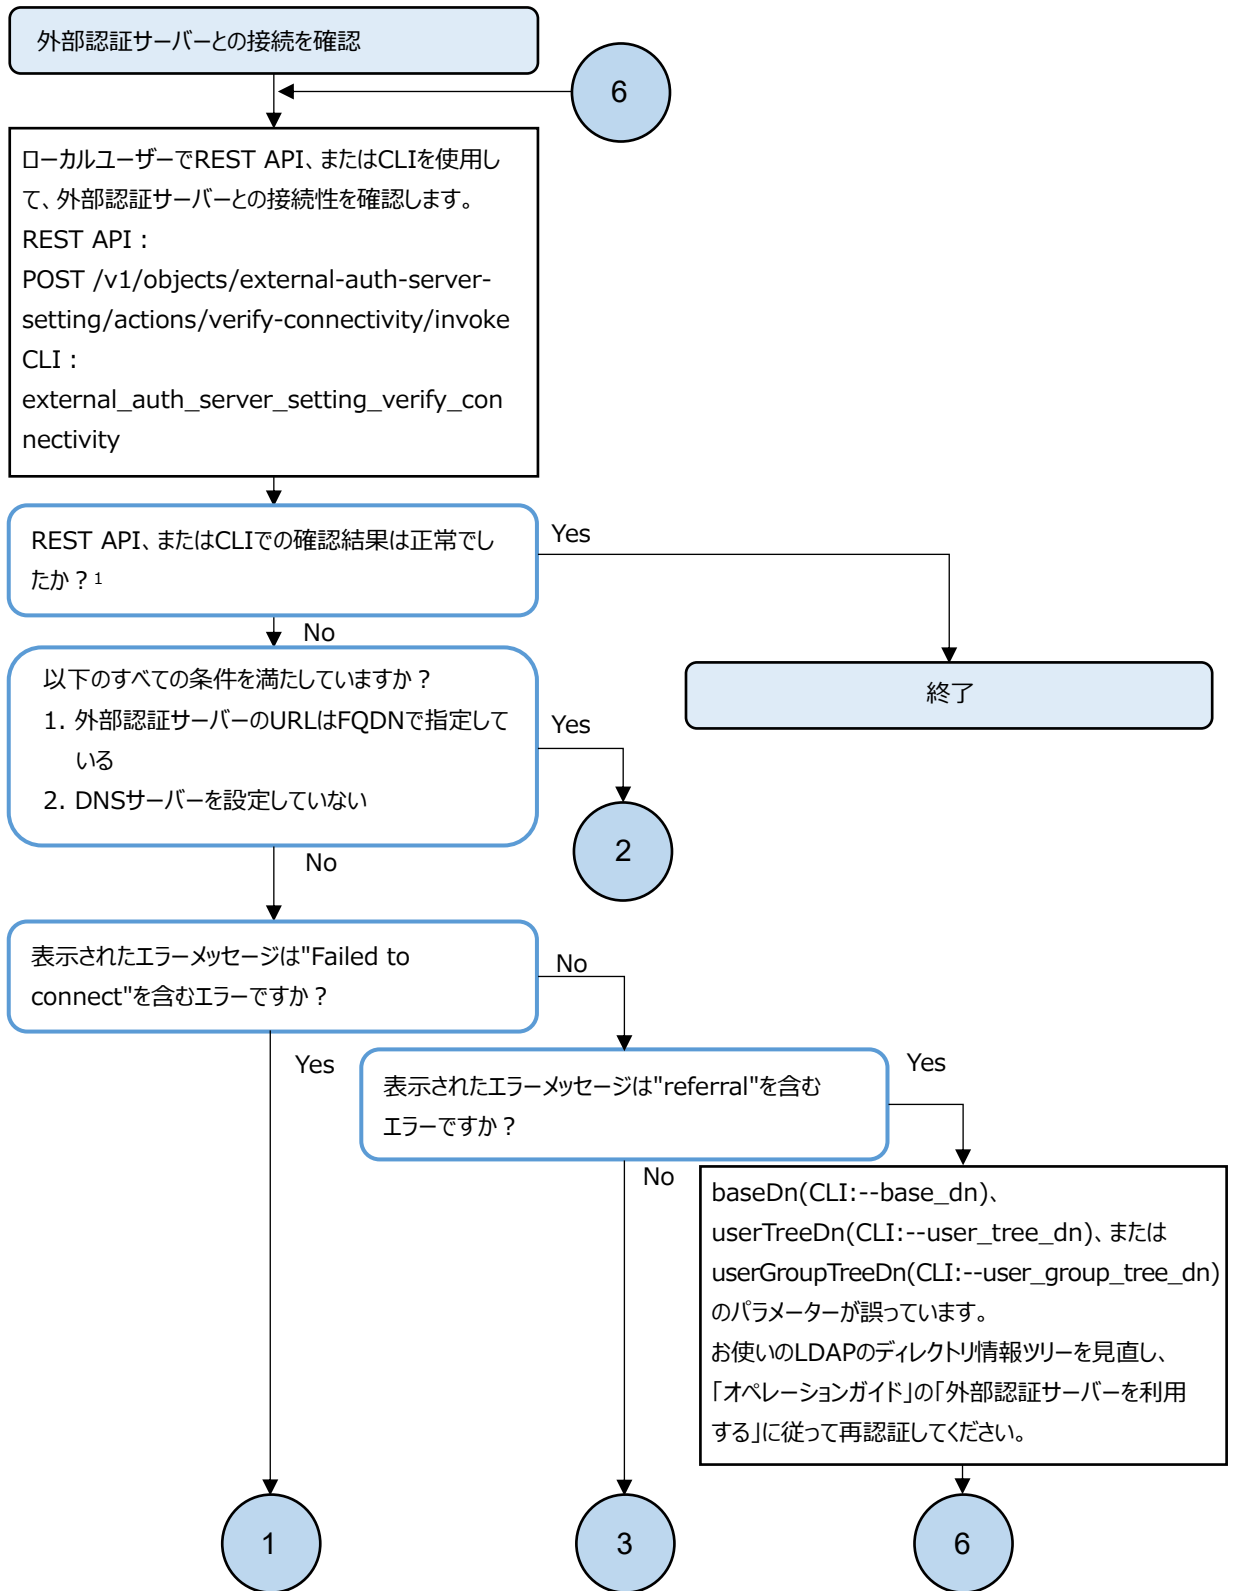 外部認証サーバーとの接続を確認
6
ローカルユーザーでREST API、またはCLIを使用し
て、外部認証サーバーとの接続性を確認します。
REST API：
POST /v1/objects/external-auth-server-
setting/actions/verify-connectivity/invoke
CLI：
external_auth_server_setting_verify_con
nectivity
REST API、またはCLIでの確認結果は正常でし
たか？1
Yes
No
終了
以下のすべての条件を満たしていますか？
1. 外部認証サーバーのURLはFQDNで指定して
いる
2. DNSサーバーを設定していない
Yes
2
No
表示されたエラーメッセージは"Failed to
connect"を含むエラーですか？
No
Yes
表示されたエラーメッセージは"referral"を含む
エラーですか？
Yes
No
baseDn(CLI:--base_dn)、
userTreeDn(CLI:--user_tree_dn)、または
userGroupTreeDn(CLI:--user_group_tree_dn)
のパラメーターが誤っています。
お使いのLDAPのディレクトリ情報ツリーを見直し、
「オペレーションガイド」の「外部認証サーバーを利用
する」に従って再認証してください。
1
3
6